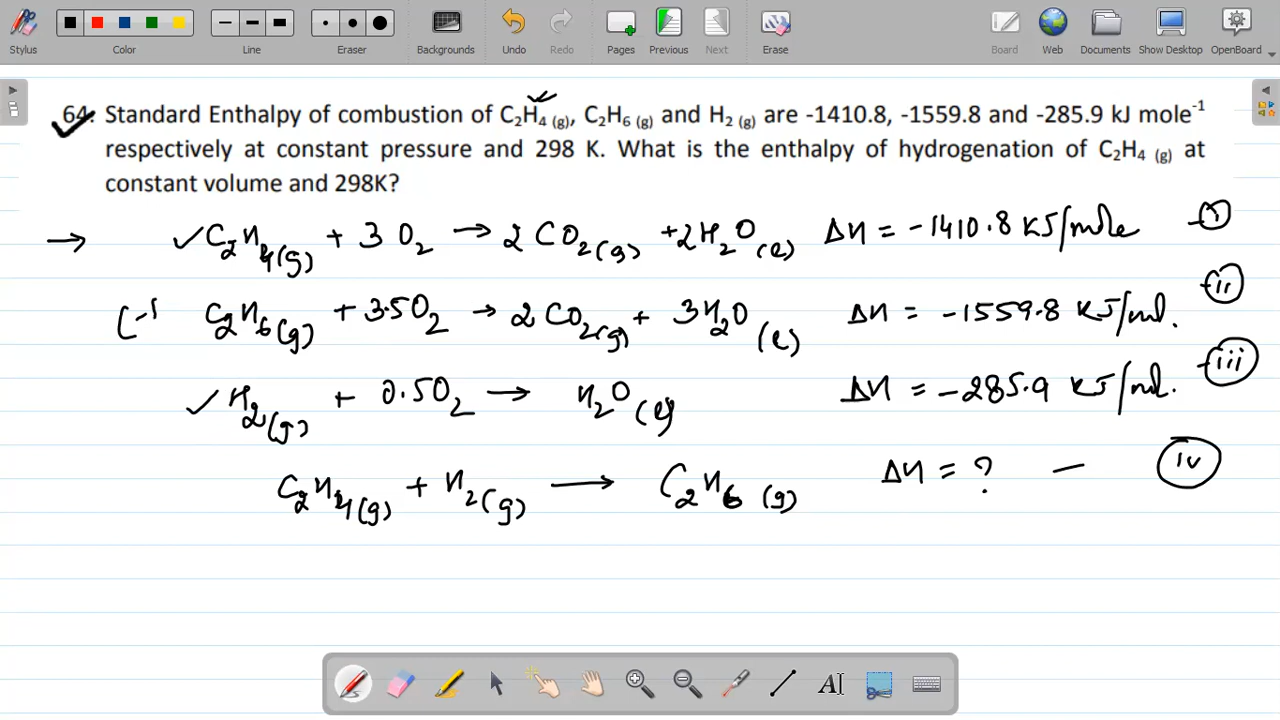 Stylus Color Line Eraser Backgrounds Undo Redo Pages Previous Next Erase Board Web Documents Show Desktop OpenBoard
64. Standard Enthalpy of combustion of C₂H₄ (g), C₂H₆ (g) and H₂ (g) are -1410.8, -1559.8 and -285.9 kJ mole⁻¹
respectively at constant pressure and 298 K. What is the enthalpy of hydrogenation of C₂H₄ (g) at
constant volume and 298K?
→ ✓C₂H₄(g) + 3 O₂ → 2 CO₂(g) + 2H₂O(l) ΔH = -1410.8 KJ/mole - (i)
(-1 C₂H₆(g) + 3.5O₂ → 2 CO₂(g) + 3H₂O(l) ΔH = -1559.8 KJ/mol. - (ii)
✓ H₂(g) + 0.5O₂ → H₂O(l) ΔH = -285.9 KJ/mol. - (iii)
C₂H₄(g) + H₂(g) → C₂H₆ (g) ΔH = ? - (iv)